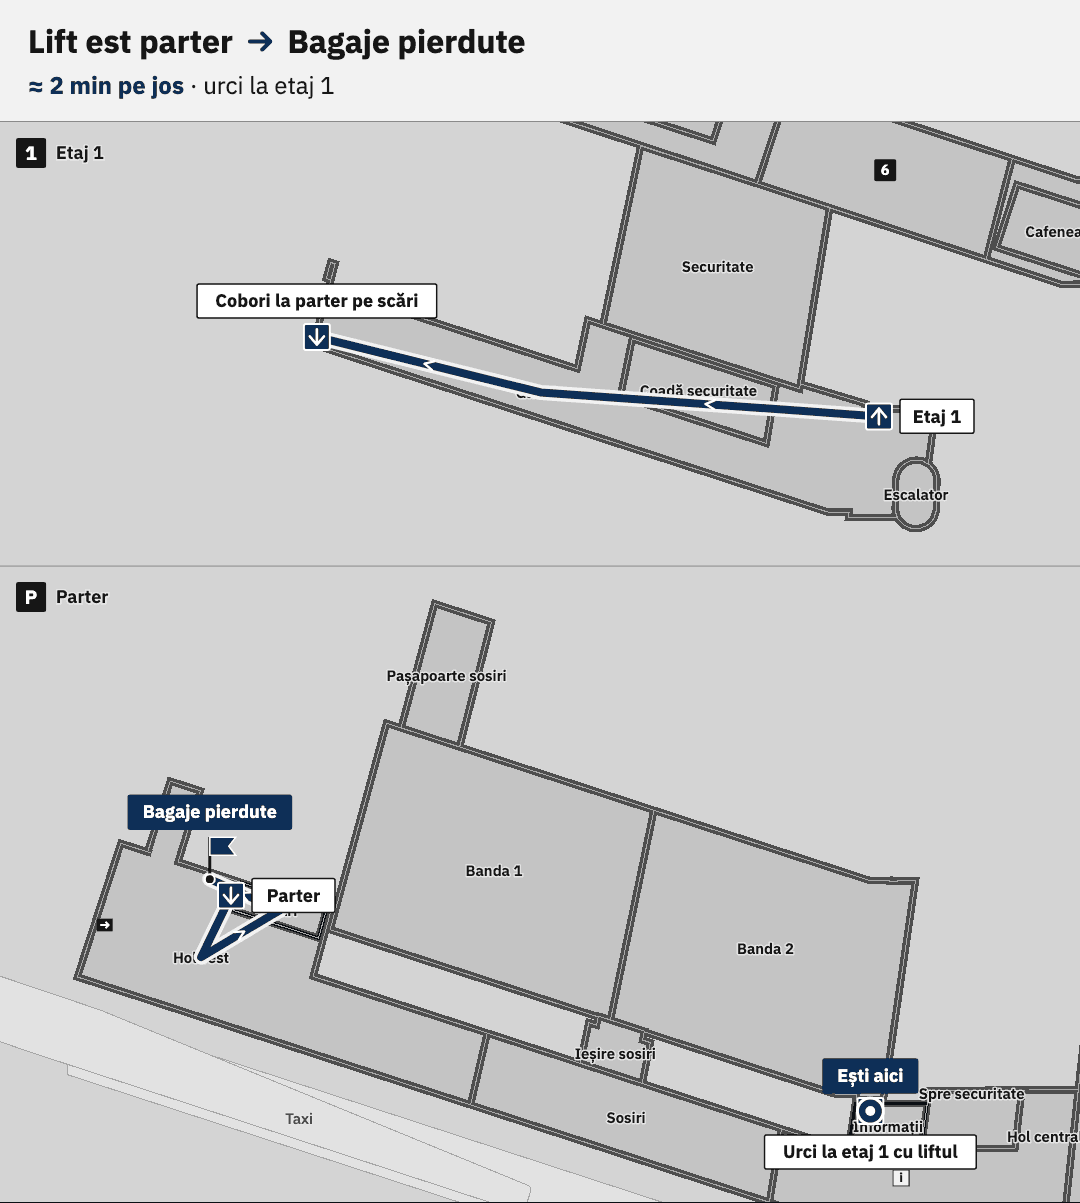 Lift est parter → Bagaje pierdute
≈ 2 min pe jos · urci la etaj 1
1 Etaj 1
6
Cafenea
Securitate
Cobori la parter pe scări
Coadă securitate
Etaj 1
Escalator
P Parter
Pașapoarte sosiri
Bagaje pierdute
Banda 1
Parter
Banda 2
Ieșire sosiri
Ești aici
Spre securitate
Taxi
Sosiri
Informații
Hol central
Urci la etaj 1 cu liftul
i